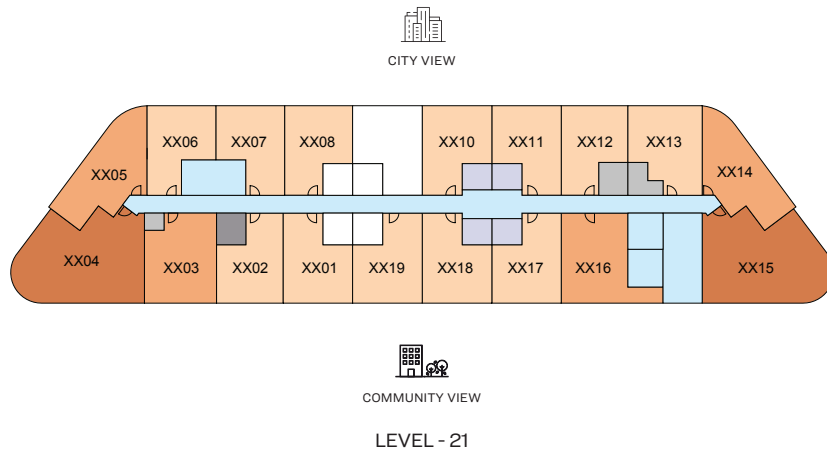 CITY VIEW
XX06 XX07 XX08 XX10 XX11 XX12 XX13
XX05 XX14
XX04 XX03 XX02 XX01 XX19 XX18 XX17 XX16 XX15
COMMUNITY VIEW
LEVEL - 21